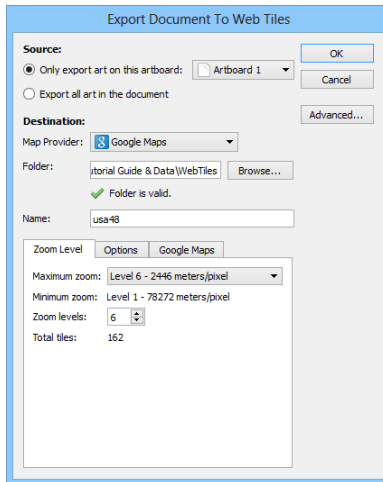 Export Document To Web Tiles
Source:
OK
Only export art on this artboard: Artboard 1
Cancel
Export all art in the document
Advanced...
Destination:
Map Provider: Google Maps
Folder: utorial Guide & Data\WebTiles Browse...
Folder is valid.
Name: usa48
Zoom Level Options Google Maps
Maximum zoom: Level 6 - 2446 meters/pixel
Minimum zoom: Level 1 - 78272 meters/pixel
Zoom levels: 6
Total tiles: 162